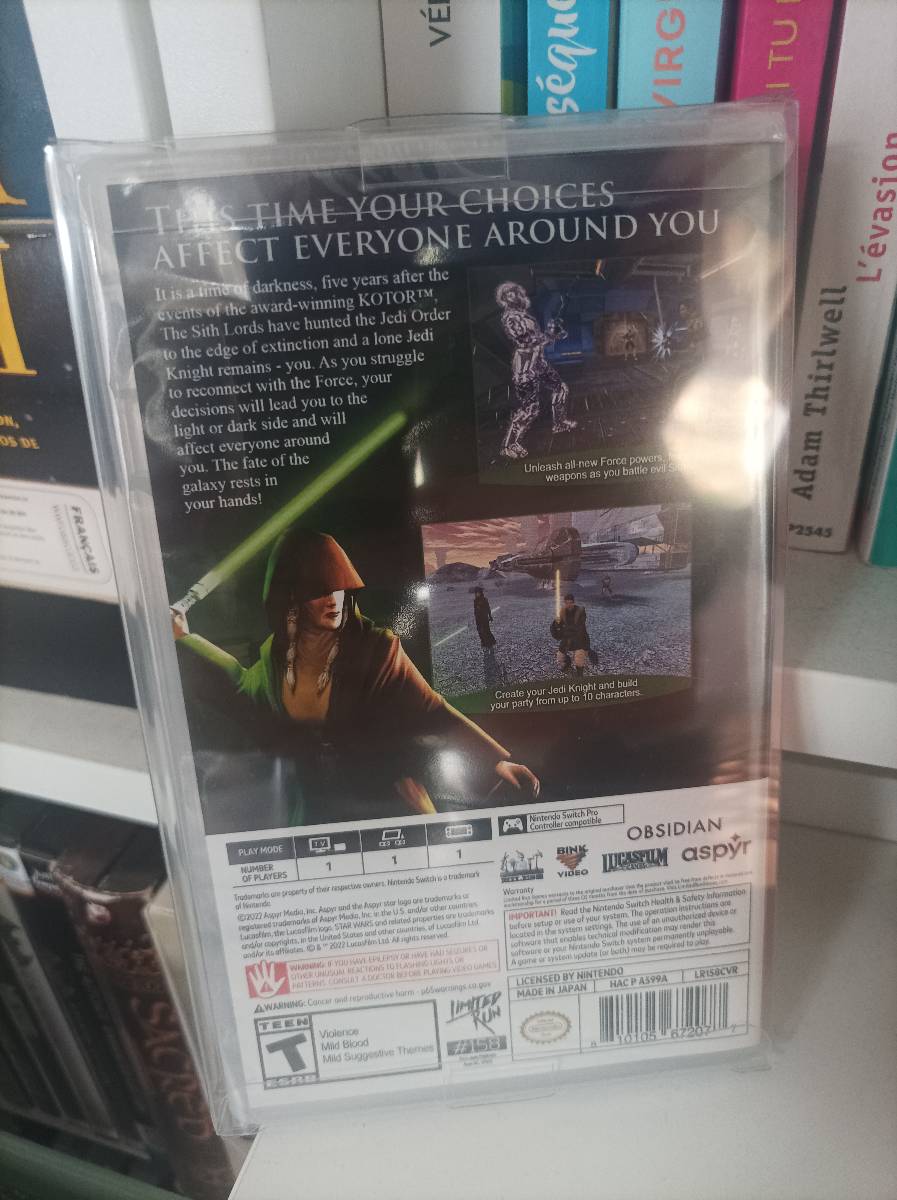 VÉ
séqu
VIRG
I TU
L'évasion
Adam Thirlwell
P2545
ON,
OS DE
FRANÇAIS
THIS TIME YOUR CHOICES
AFFECT EVERYONE AROUND YOU
It is a time of darkness, five years after the
events of the award-winning KOTOR™,
The Sith Lords have hunted the Jedi Order
to the edge of extinction and a lone Jedi
Knight remains - you. As you struggle
to reconnect with the Force, your
decisions will lead you to the
light or dark side and will
affect everyone around
you. The fate of the
galaxy rests in
your hands!
Unleash all-new Force powers,
weapons as you battle evil
Create your Jedi Knight and build
your party from up to 10 characters.
PLAY MODE
TV
NUMBER
OF PLAYERS
1
1
1
Nintendo Switch Pro
Controller compatible
OBSIDIAN
BINK
VIDEO
LUCASFILM
GAMES
aspyr
Trademarks are property of their respective owners. Nintendo Switch is a trademark
of Nintendo.
©2022 Aspyr Media, Inc. Aspyr and the Aspyr star logo are trademarks or
registered trademarks of Aspyr Media, Inc. in the U.S. and/or other countries.
Lucasfilm, the Lucasfilm logo, STAR WARS and related properties are trademarks
and/or copyrights, in the United States and other countries, of Lucasfilm Ltd.
and/or its affiliates. © & ™ 2022 Lucasfilm Ltd. All rights reserved.
Warranty
IMPORTANT! Read the Nintendo Health & Safety Information
before setup or use of your system. The operation instructions are
located in the system settings. The use of an unauthorized device or
software that enables technical modification may render this
software or your Nintendo Switch system permanently unplayable.
A game or system update (or both) may be required to play.
WARNING: IF YOU HAVE EPILEPSY OR HAVE HAD SEIZURES OR
OTHER UNUSUAL REACTIONS TO FLASHING LIGHTS OR
PATTERNS, CONSULT A DOCTOR BEFORE PLAYING VIDEO GAMES
WARNING: Cancer and reproductive harm - p65warnings.ca.gov
TEEN
T
ESRB
Violence
Mild Blood
Mild Suggestive Themes
LIMITED
RUN
#158
LICENSED BY NINTENDO
MADE IN JAPAN
HAC P A599A
LR158CVR
8 10105 67207 7